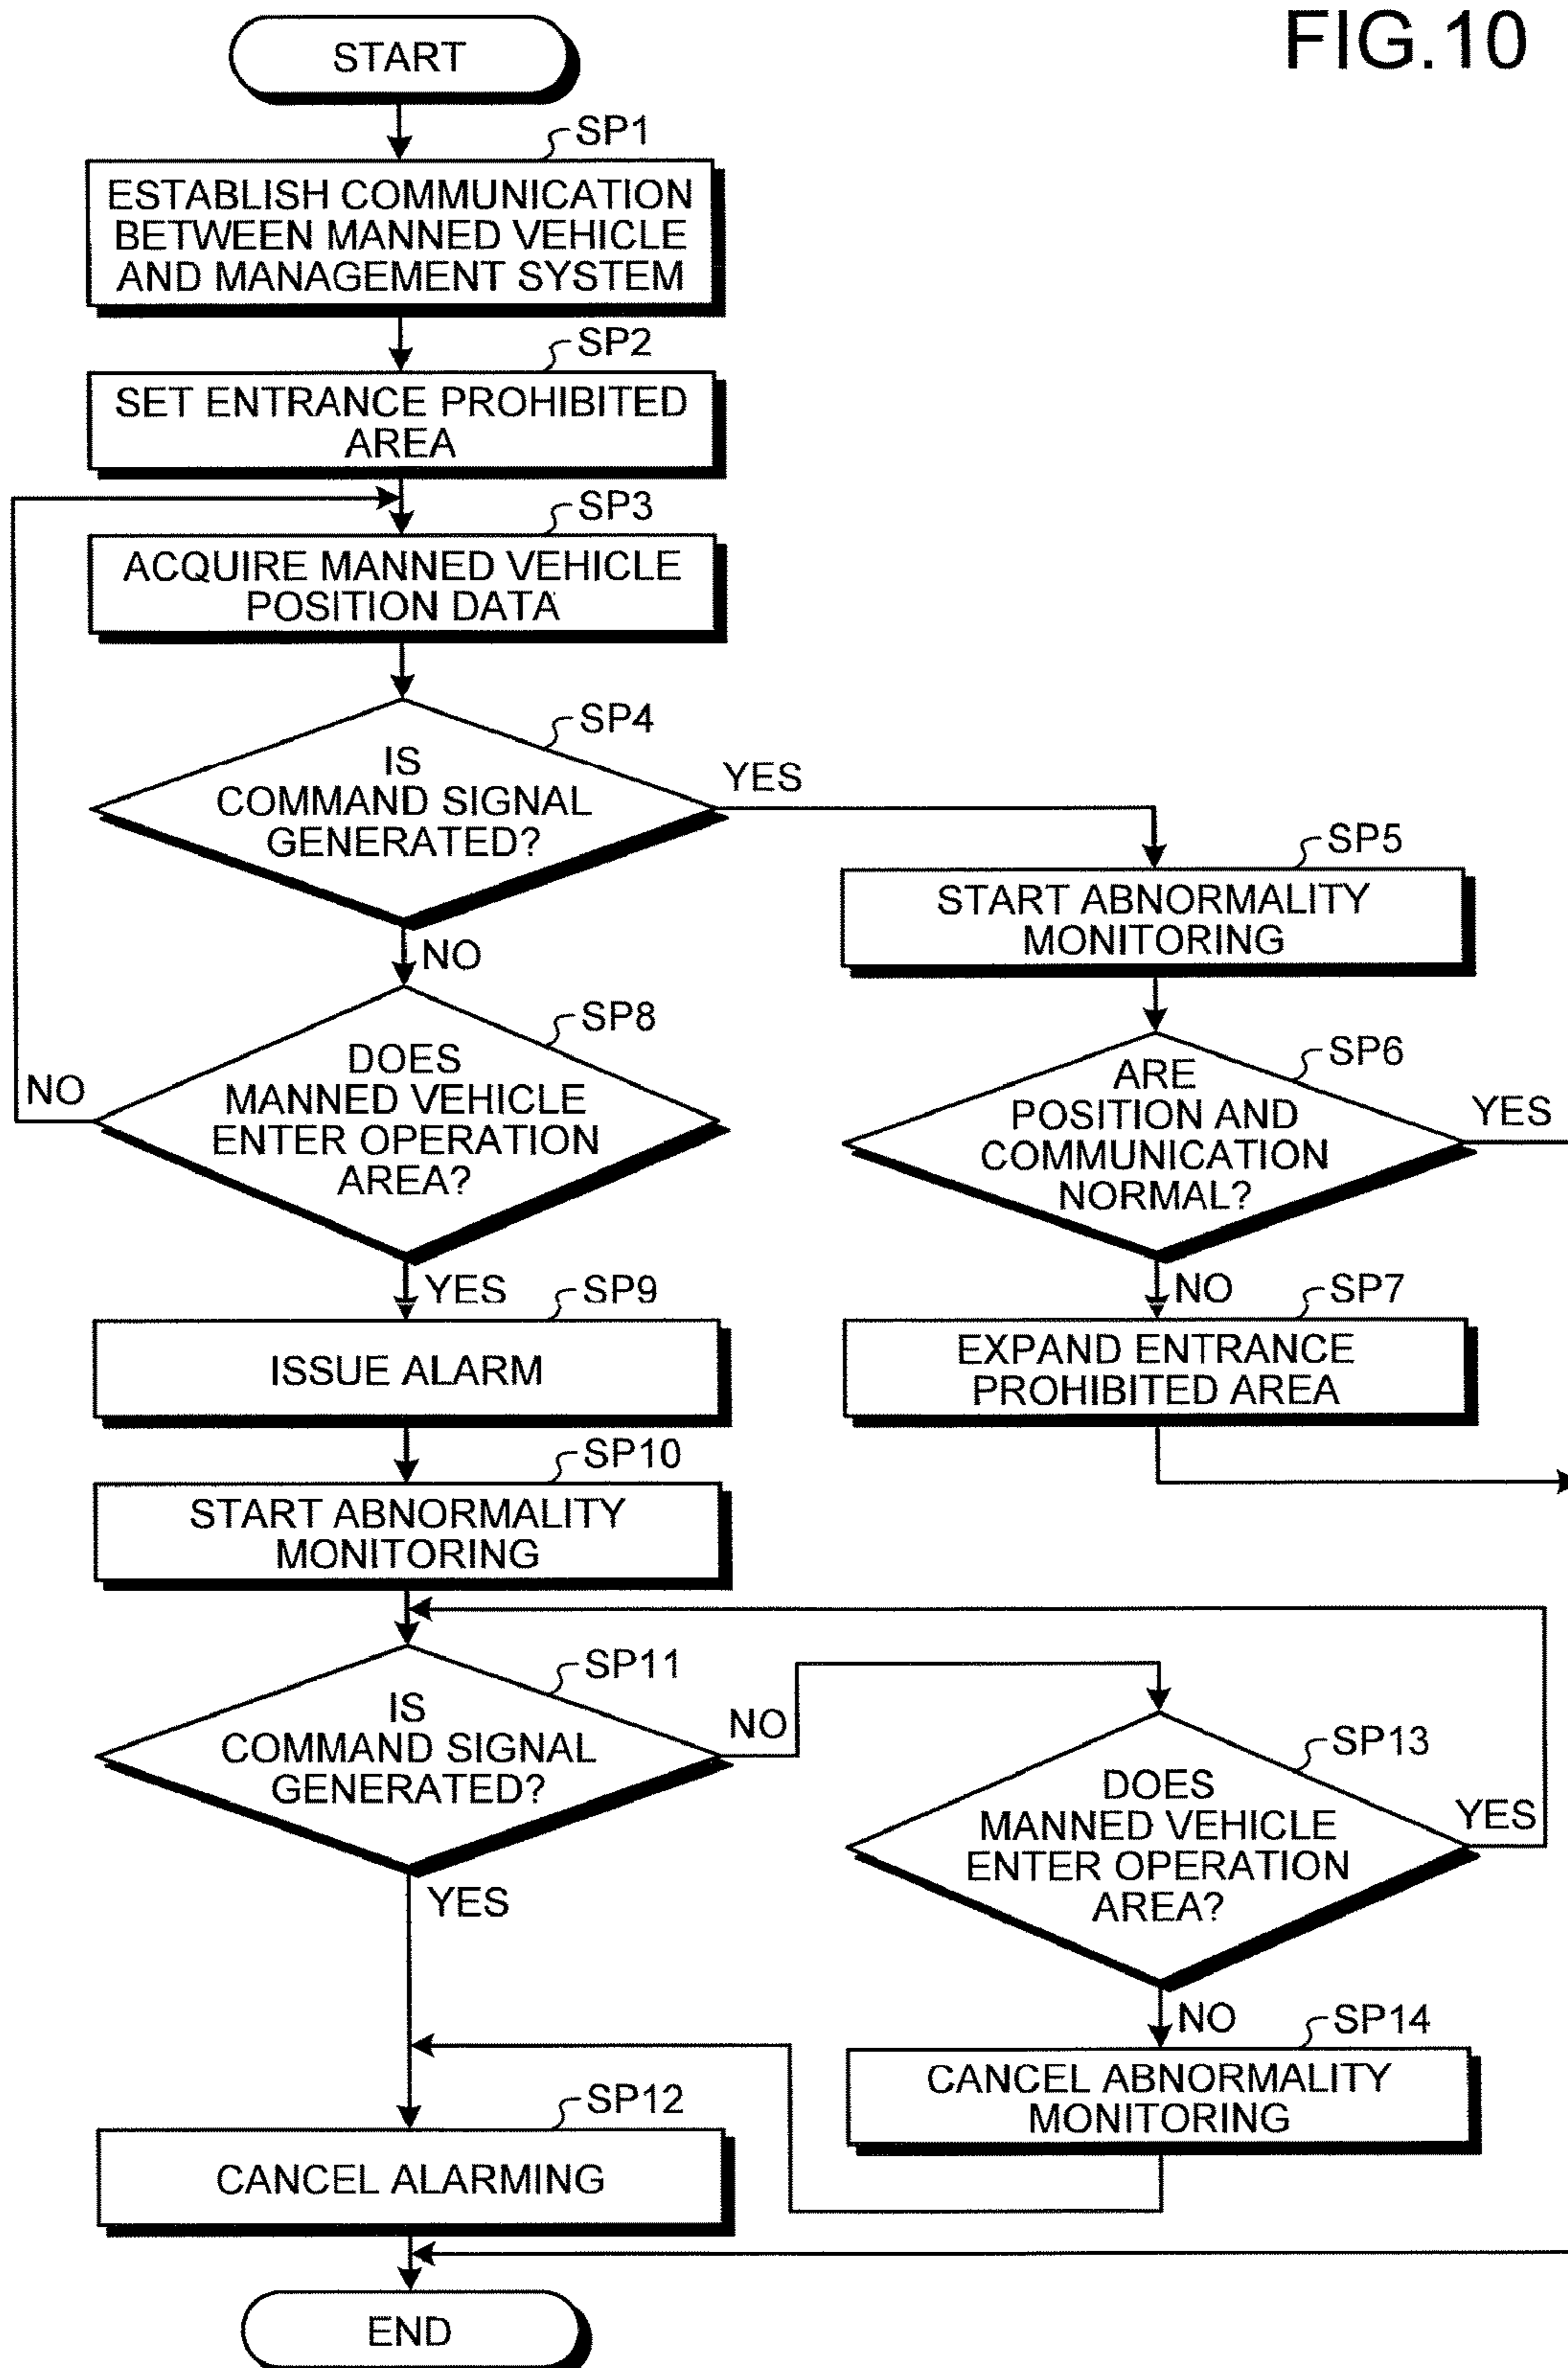 FIG.10
START
SP1
ESTABLISH COMMUNICATION
BETWEEN MANNED VEHICLE
AND MANAGEMENT SYSTEM
SP2
SET ENTRANCE PROHIBITED
AREA
SP3
ACQUIRE MANNED VEHICLE
POSITION DATA
SP4
IS
COMMAND SIGNAL
GENERATED?
YES
NO
SP5
START ABNORMALITY
MONITORING
SP6
ARE
POSITION AND
COMMUNICATION
NORMAL?
YES
NO
SP7
EXPAND ENTRANCE
PROHIBITED AREA
SP8
DOES
MANNED VEHICLE
ENTER OPERATION
AREA?
NO
YES
SP9
ISSUE ALARM
SP10
START ABNORMALITY
MONITORING
SP11
IS
COMMAND SIGNAL
GENERATED?
NO
YES
SP13
DOES
MANNED VEHICLE
ENTER OPERATION
AREA?
YES
NO
SP14
CANCEL ABNORMALITY
MONITORING
SP12
CANCEL ALARMING
END